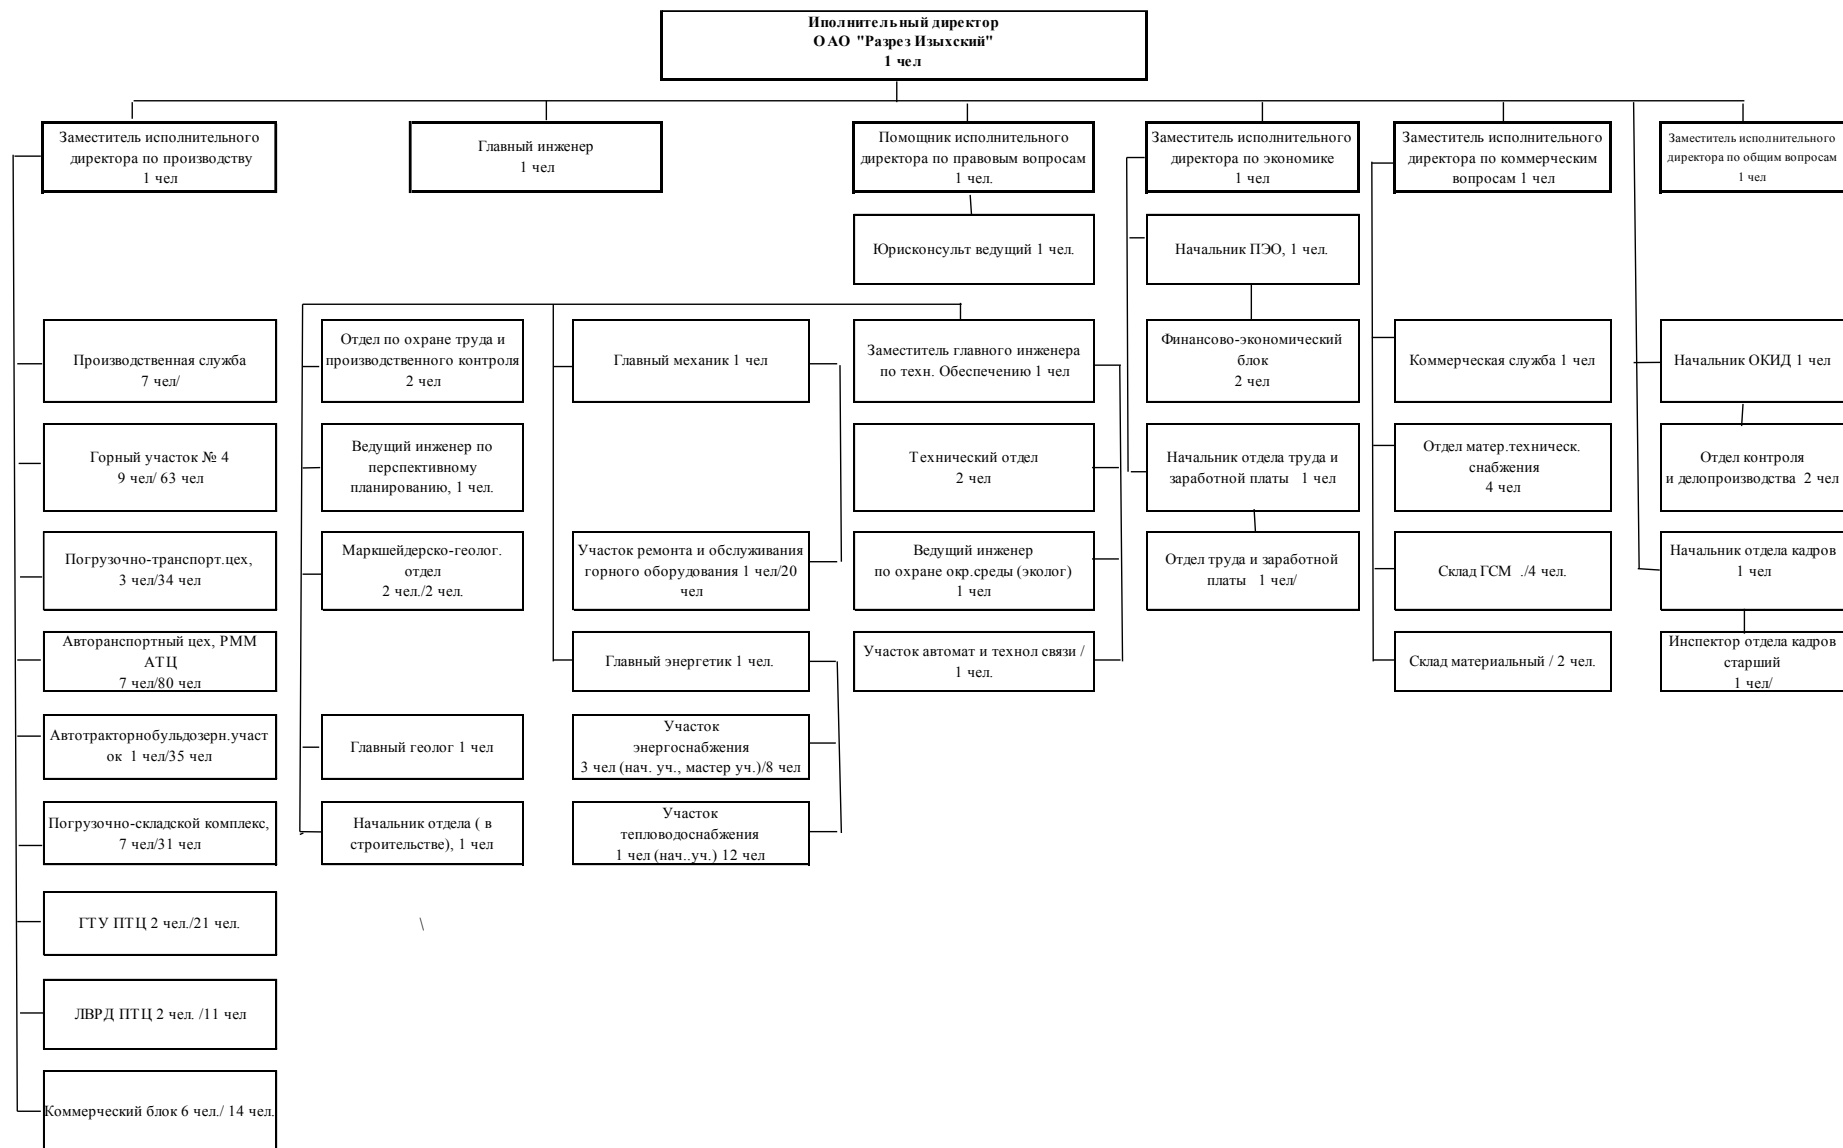 Иполнительный директор
ОАО "Разрез Изыхский"
1 чел
Заместитель исполнительного
директора по производству
1 чел
Главный инженер
1 чел
Помощник исполнительного
директора по правовым вопросам
1 чел.
Заместитель исполнительного
директора по экономике
1 чел
Заместитель исполнительного
директора по коммерческим
вопросам 1 чел
Заместитель исполнительного
директора по общим вопросам
1 чел
Юрисконсульт ведущий 1 чел.
Начальник ПЭО, 1 чел.
Производственная служба
7 чел/
Отдел по охране труда и
производственного контроля
2 чел
Главный механик 1 чел
Заместитель главного инженера
по техн. Обеспечению 1 чел
Финансово-экономический
блок
2 чел
Коммерческая служба 1 чел
Начальник ОКИД 1 чел
Горный участок № 4
9 чел/ 63 чел
Ведущий инженер по
перспективному
планированию, 1 чел.
Технический отдел
2 чел
Начальник отдела труда и
заработной платы 1 чел
Отдел матер.техническ.
снабжения
4 чел
Отдел контроля
и делопроизводства 2 чел
Погрузочно-транспорт.цех,
3 чел/34 чел
Маркшейдерско-геолог.
отдел
2 чел./2 чел.
Участок ремонта и обслуживания
горного оборудования 1 чел/20
чел
Ведущий инженер
по охране окр.среды (эколог)
1 чел
Отдел труда и заработной
платы 1 чел/
Склад ГСМ ./4 чел.
Начальник отдела кадров
1 чел
Авторанспортный цех, РММ
АТЦ
7 чел/80 чел
Главный энергетик 1 чел.
Участок автомат и технол связи /
1 чел.
Склад материальный / 2 чел.
Инспектор отдела кадров
старший
1 чел/
Автотракторнобульдозерн.участ
ок 1 чел/35 чел
Главный геолог 1 чел
Участок
энергоснабжения
3 чел (нач. уч., мастер уч.)/8 чел
Погрузочно-складской комплекс,
7 чел/31 чел
Начальник отдела ( в
строительстве), 1 чел
Участок
тепловодоснабжения
1 чел (нач..уч.) 12 чел
ГТУ ПТЦ 2 чел./21 чел.
\
ЛВРД ПТЦ 2 чел. /11 чел
Коммерческий блок 6 чел./ 14 чел.